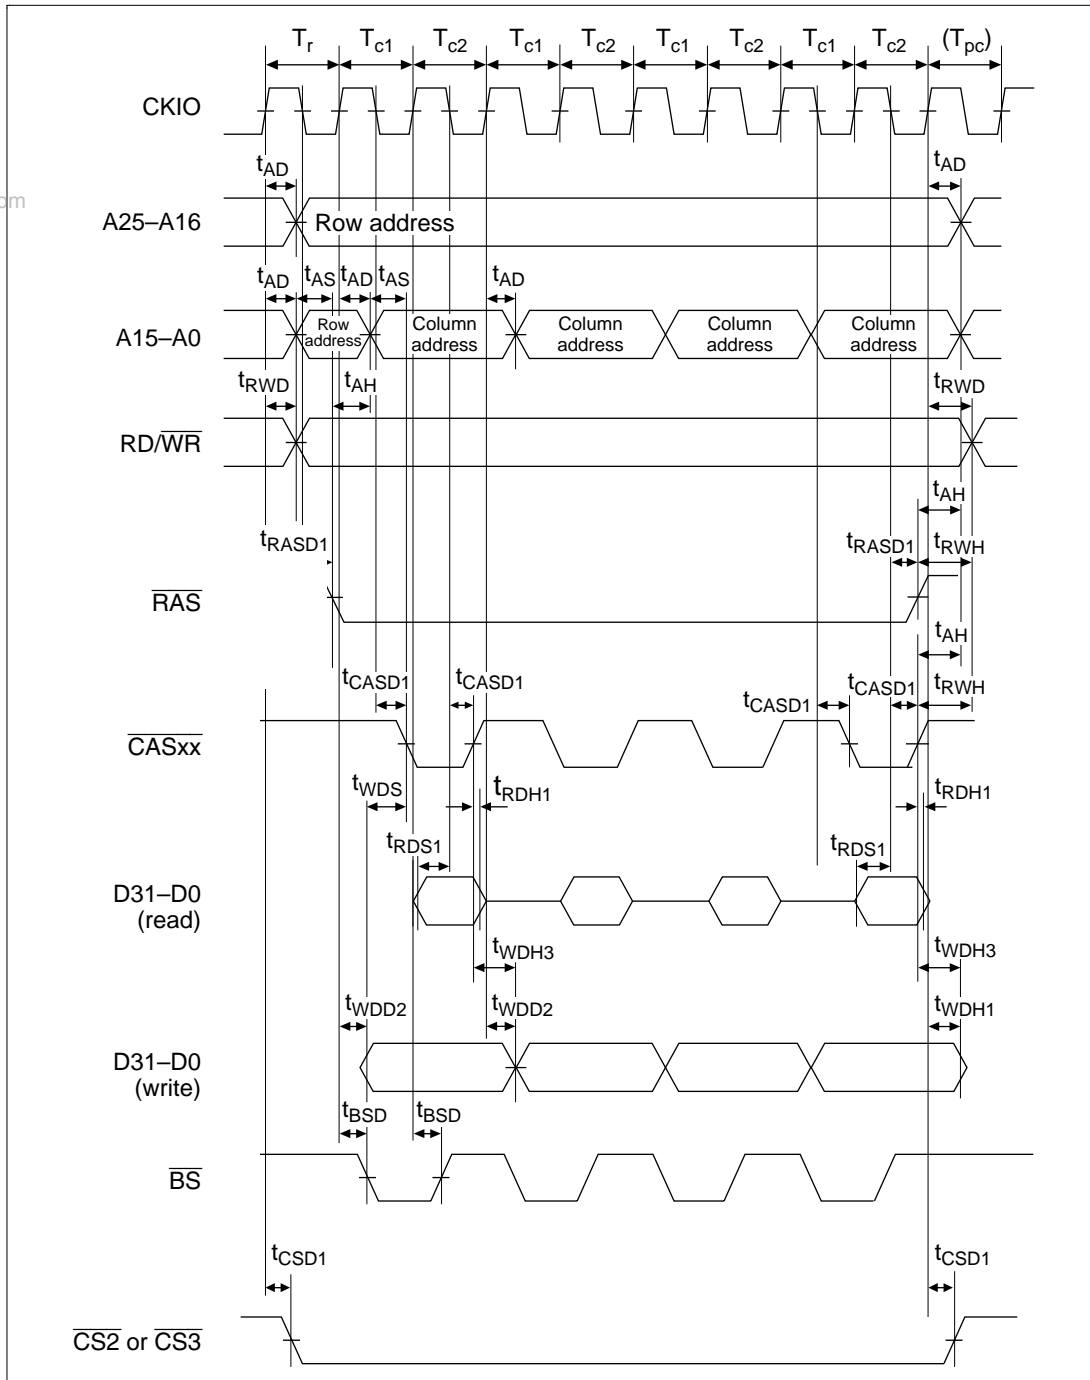 Tr Tc1 Tc2 Tc1 Tc2 Tc1 Tc2 Tc1 Tc2 (Tpc)
CKIO
tAD tAD
om
A25–A16 Row address
tAD tAS tAD tAS tAD
A15–A0 Row address Column address Column address Column address Column address
tRWD tAH tRWD
RD/WR
tAH
tRASD1 tRASD1 tRWH
RAS
tAH
tCASD1 tCASD1 tCASD1 tCASD1 tRWH
CASxx
tWDS tRDH1 tRDH1
tRDS1 tRDS1
D31–D0
(read)
tWDH3 tWDH3
tWDD2 tWDD2 tWDH1
D31–D0
(write)
tBSD tBSD
BS
tCSD1 tCSD1
CS2 or CS3